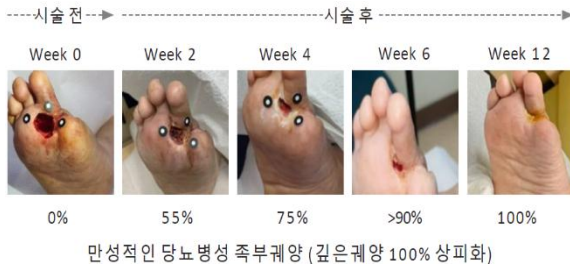 시술 전 시술 후
Week 0 Week 2 Week 4 Week 6 Week 12
0% 55% 75% >90% 100%
만성적인 당뇨병성 족부궤양 (깊은궤양 100% 상피화)